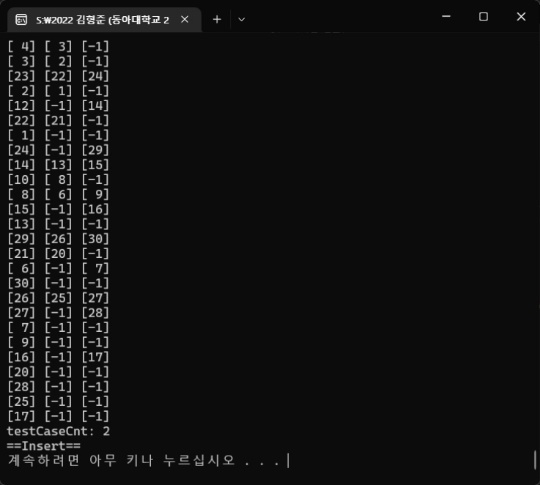 S:₩2022 김형준 (동아대학교 2
[ 4] [ 3] [-1]
[ 3] [ 2] [-1]
[23] [22] [24]
[ 2] [ 1] [-1]
[12] [-1] [14]
[22] [21] [-1]
[ 1] [-1] [-1]
[24] [-1] [29]
[14] [13] [15]
[10] [ 8] [-1]
[ 8] [ 6] [ 9]
[15] [-1] [16]
[13] [-1] [-1]
[29] [26] [30]
[21] [20] [-1]
[ 6] [-1] [ 7]
[30] [-1] [-1]
[26] [25] [27]
[27] [-1] [28]
[ 7] [-1] [-1]
[ 9] [-1] [-1]
[16] [-1] [17]
[20] [-1] [-1]
[28] [-1] [-1]
[25] [-1] [-1]
[17] [-1] [-1]
testCaseCnt: 2
==Insert==
계속하려면 아무 키나 누르십시오 . . .